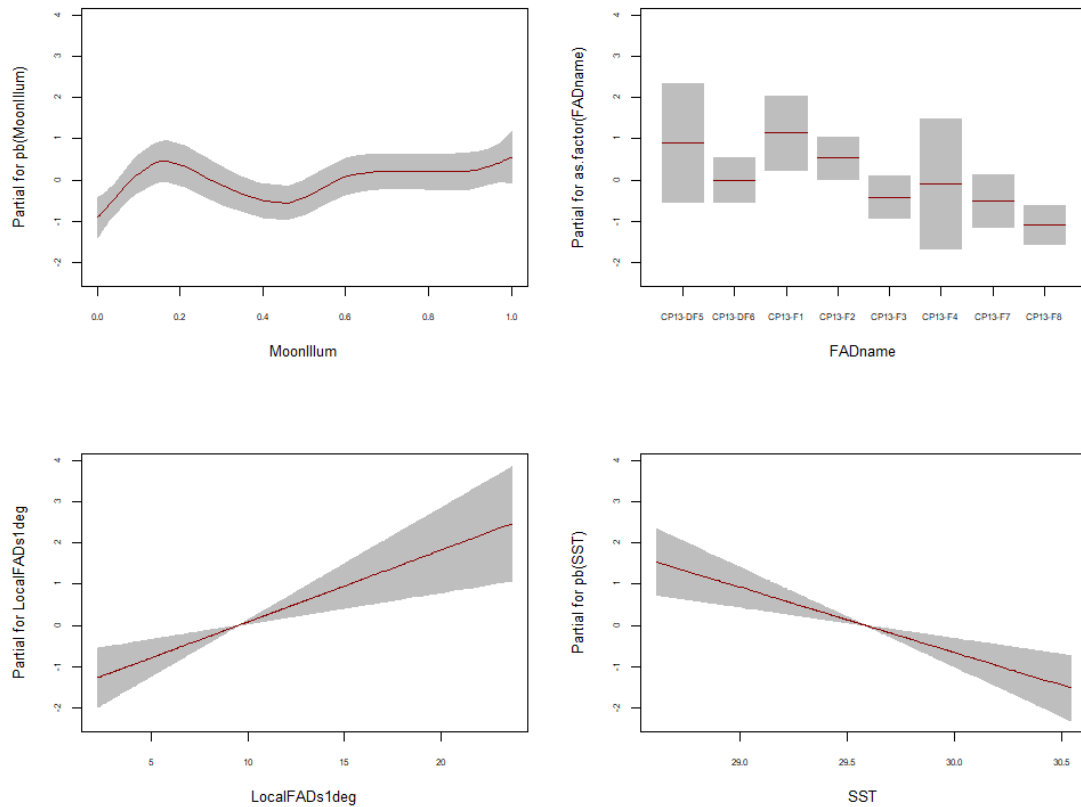 Partial for pb(MoonIllum)
4
3
2
1
0
-1
-2
0.0 0.2 0.4 0.6 0.8 1.0
MoonIllum
Partial for as.factor(FADname)
4
3
2
1
0
-1
-2
CP13-DF5 CP13-DF6 CP13-F1 CP13-F2 CP13-F3 CP13-F4 CP13-F7 CP13-F8
FADname
Partial for LocalFADs1deg
4
3
2
1
0
-1
-2
5 10 15 20
LocalFADs1deg
Partial for pb(SST)
4
3
2
1
0
-1
-2
29.0 29.5 30.0 30.5
SST